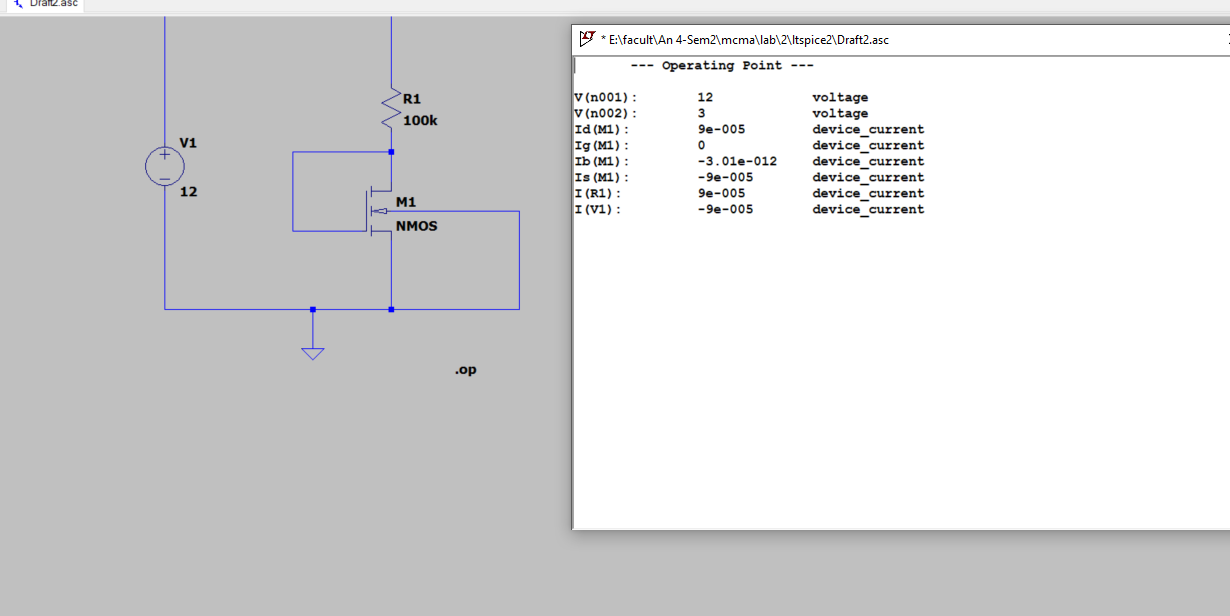 Draft2.asc
R1
100k
V1
12
M1
NMOS
.op
* E:\facult\An 4-Sem2\mcma\lab\2\ltspice2\Draft2.asc
--- Operating Point ---
V(n001): 12 voltage
V(n002): 3 voltage
Id(M1): 9e-005 device_current
Ig(M1): 0 device_current
Ib(M1): -3.01e-012 device_current
Is(M1): -9e-005 device_current
I(R1): 9e-005 device_current
I(V1): -9e-005 device_current